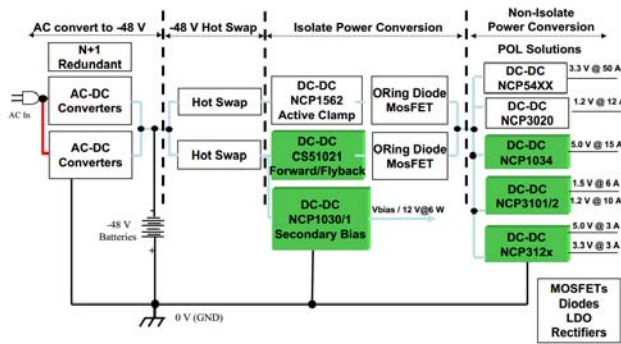 AC convert to -48 V
-48 V Hot Swap
Isolate Power Conversion
Non-Isolate
Power Conversion
POL Solutions
N+1
Redundant
AC In
AC-DC
Converters
AC-DC
Converters
-48 V
Batteries
-
+
0 V (GND)
Hot Swap
Hot Swap
DC-DC
NCP1562
Active Clamp
DC-DC
CS51021
Forward/Flyback
DC-DC
NCP1030/1
Secondary Bias
ORing Diode
MosFET
ORing Diode
MosFET
Vbias / 12 V@6 W
DC-DC
NCP54XX
3.3 V @ 50 A
DC-DC
NCP3020
1.2 V @ 12 A
DC-DC
NCP1034
5.0 V @ 15 A
DC-DC
NCP3101/2
1.5 V @ 6 A
1.2 V @ 10 A
DC-DC
NCP312x
5.0 V @ 3 A
3.3 V @ 3 A
MOSFETs
Diodes
LDO
Rectifiers